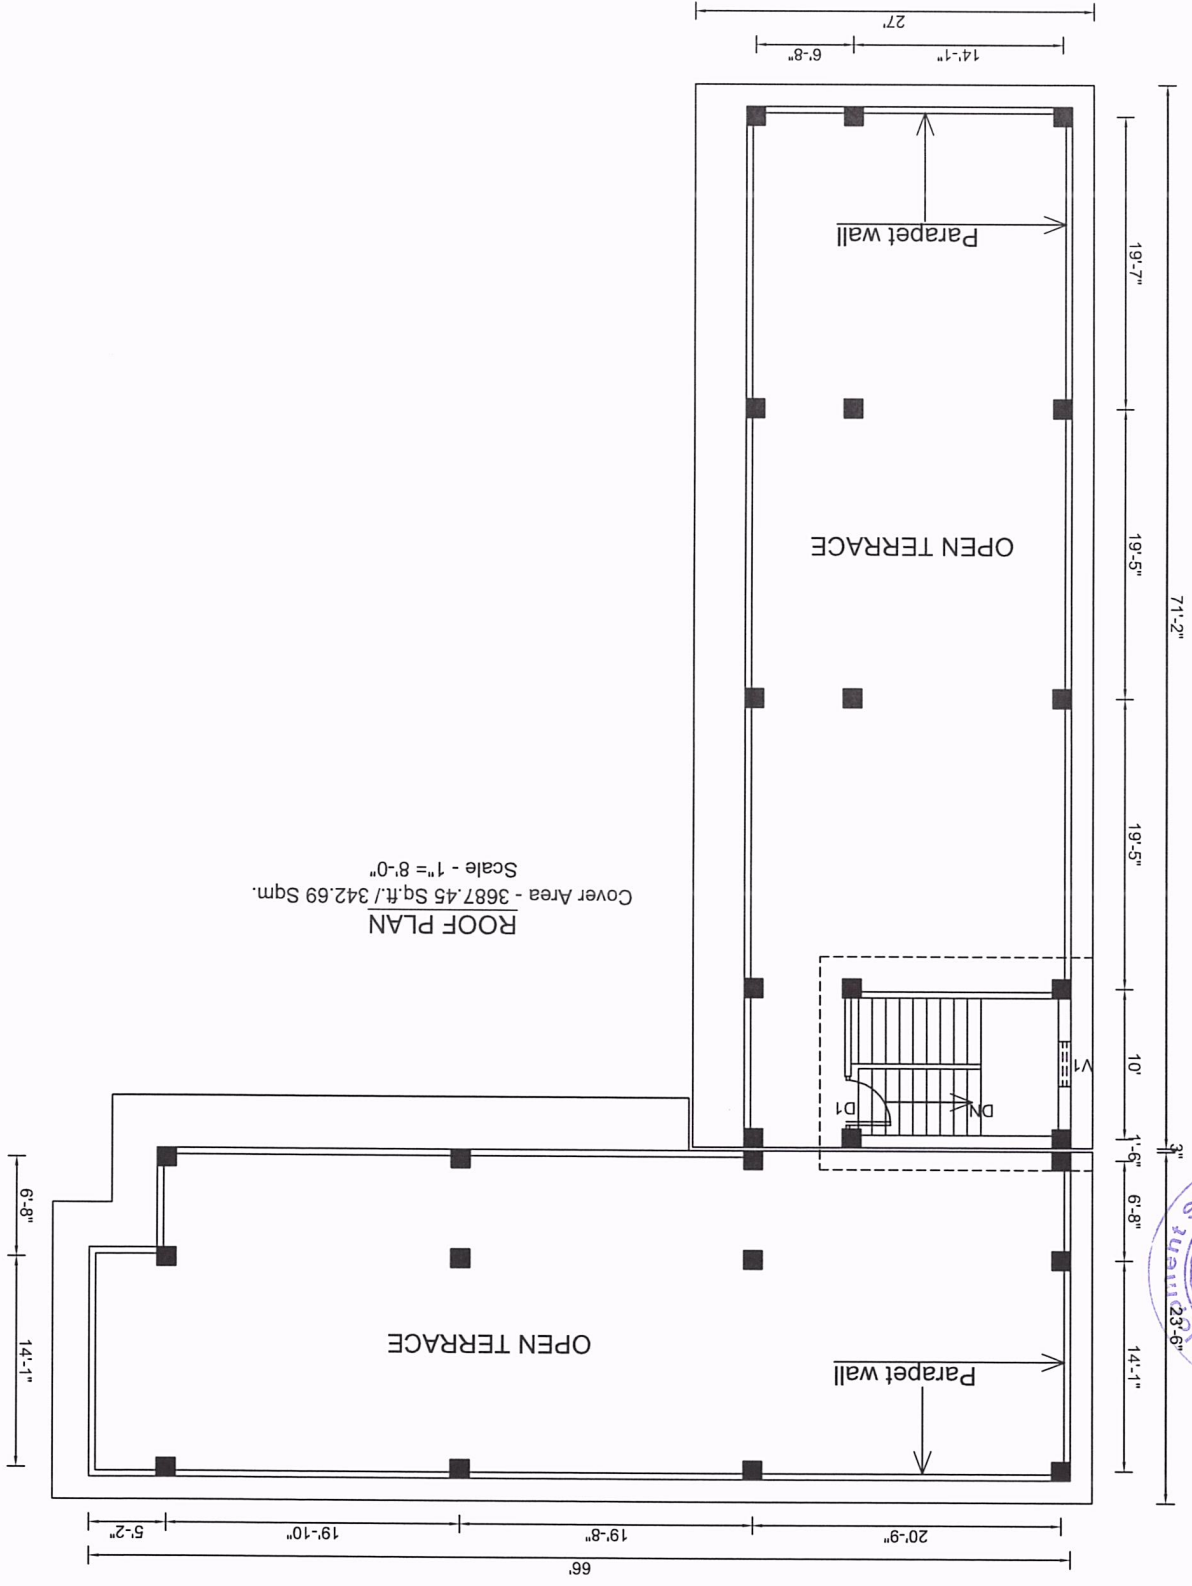 66'
20'-9"
19'-8"
19'-10"
5'-2"
Parapet wall
OPEN TERRACE
14'-1"
14'-1"
23'-6"
6'-8"
6'-8"
1'-6"
3"
DN
D1
V1
10'
ROOF PLAN
Cover Area - 3687.45 Sq.ft./ 342.69 Sqm.
Scale - 1"= 8'-0"
19'-5"
71'-2"
OPEN TERRACE
19'-5"
Parapet wall
19'-7"
14'-1"
6'-8"
27'